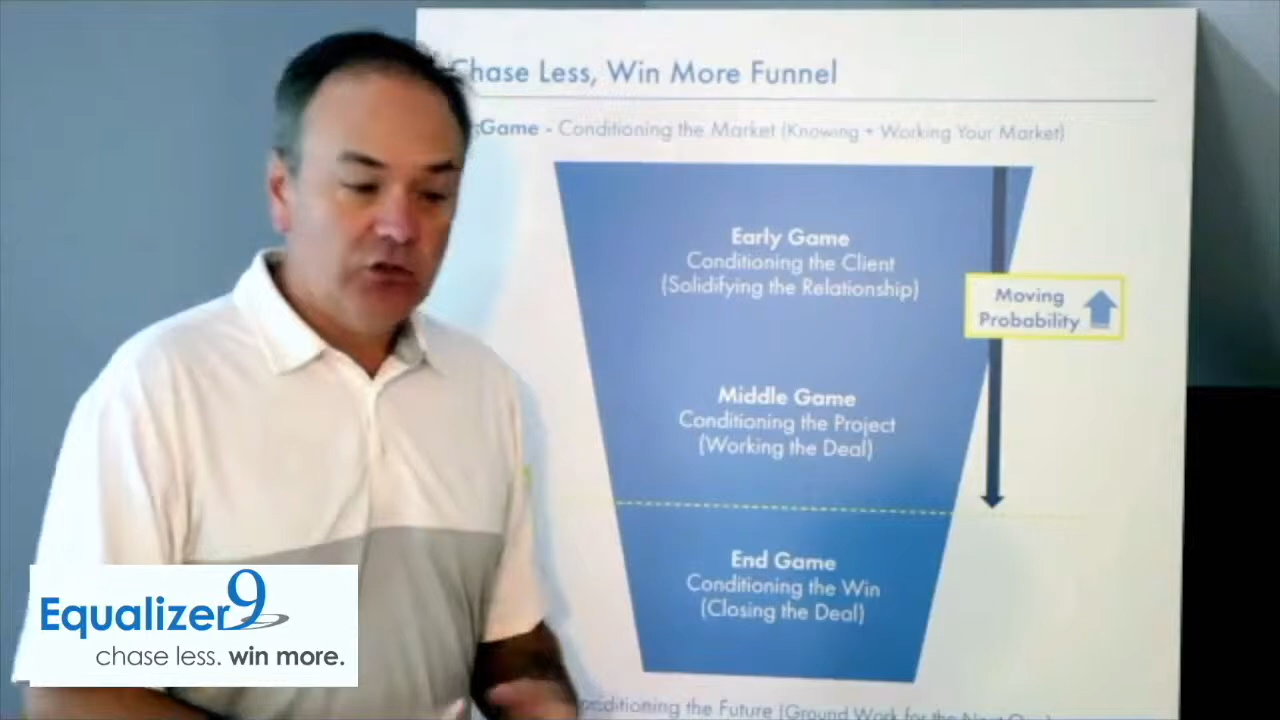 Chase Less, Win More Funnel
Game - Conditioning the Market (Knowing + Working Your Market)
Early Game
Conditioning the Client
(Solidifying the Relationship)
Moving
Probability
Middle Game
Conditioning the Project
(Working the Deal)
End Game
Conditioning the Win
(Closing the Deal)
the Future (Ground Work for the Next
Equalizer9
chase less. win more.